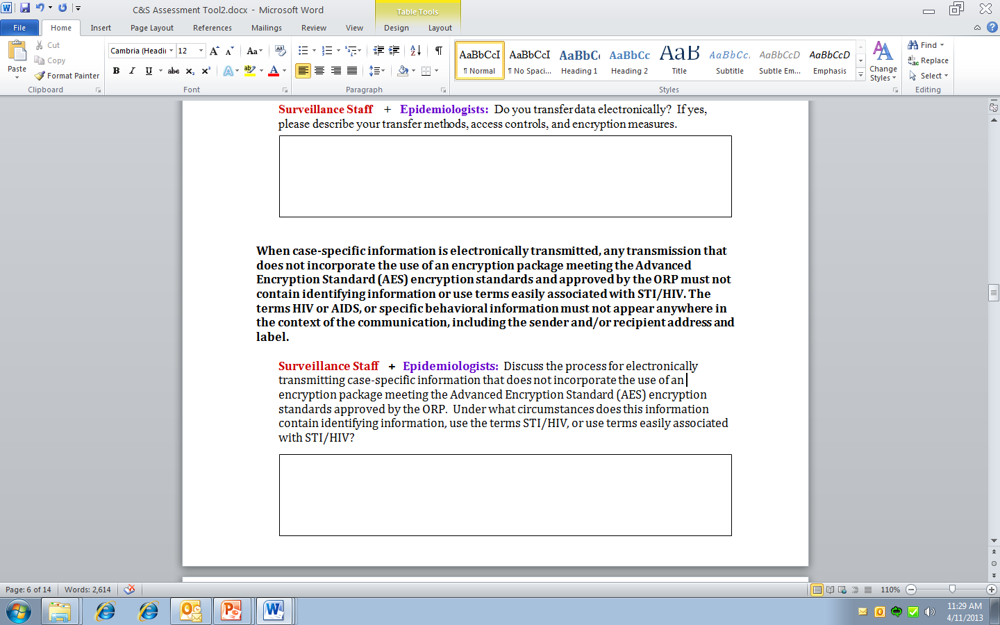 C&S Assessment Tool2.docx - Microsoft Word
Table Tools
File Home Insert Page Layout References Mailings Review View Design Layout
Paste
Cut
Copy
Format Painter
Clipboard
Cambria (Headi 12
Font
Paragraph
AaBbCcI AaBbCcI AaBbC AaBbCc AaB AaBbCc. AaBbCcD AaBbCcD
¶ Normal ¶ No Spaci... Heading 1 Heading 2 Title Subtitle Subtle Em... Emphasis
Change
Styles
Styles
Find
Replace
Select
Editing
Surveillance Staff + Epidemiologists: Do you transfer data electronically? If yes,
please describe your transfer methods, access controls, and encryption measures.
When case-specific information is electronically transmitted, any transmission that
does not incorporate the use of an encryption package meeting the Advanced
Encryption Standard (AES) encryption standards and approved by the ORP must not
contain identifying information or use terms easily associated with STI/HIV. The
terms HIV or AIDS, or specific behavioral information must not appear anywhere in
the context of the communication, including the sender and/or recipient address and
label.
Surveillance Staff + Epidemiologists: Discuss the process for electronically
transmitting case-specific information that does not incorporate the use of an
encryption package meeting the Advanced Encryption Standard (AES) encryption
standards approved by the ORP. Under what circumstances does this information
contain identifying information, use the terms STI/HIV, or use terms easily associated
with STI/HIV?
Page: 6 of 14 Words: 2,614 110%
11:29 AM
4/11/2013